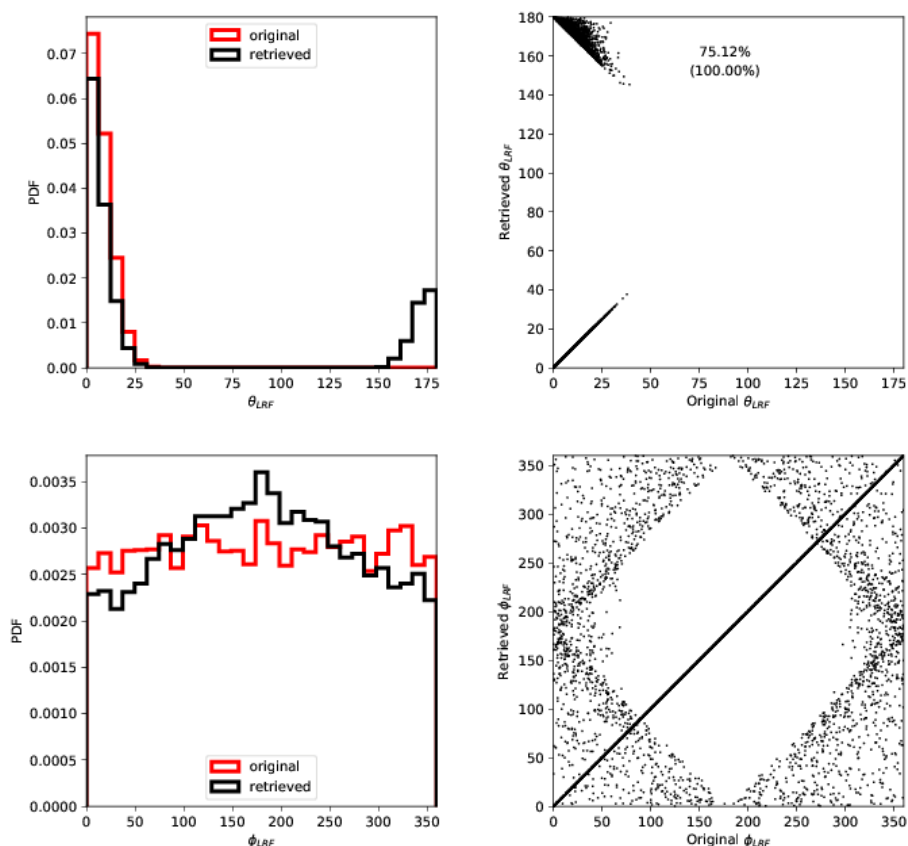 original
retrieved
0.07
0.06
0.05
0.04
0.03
0.02
0.01
0.00
PDF
0 25 50 75 100 125 150 175
θLRF
75.12%
(100.00%)
180
160
140
120
100
80
60
40
20
0
Retrieved θLRF
0 25 50 75 100 125 150 175
Original θLRF
0.0035
0.0030
0.0025
0.0020
0.0015
0.0010
0.0005
0.0000
PDF
original
retrieved
0 50 100 150 200 250 300 350
ϕLRF
350
300
250
200
150
100
50
0
Retrieved ϕLRF
0 50 100 150 200 250 300 350
Original ϕLRF